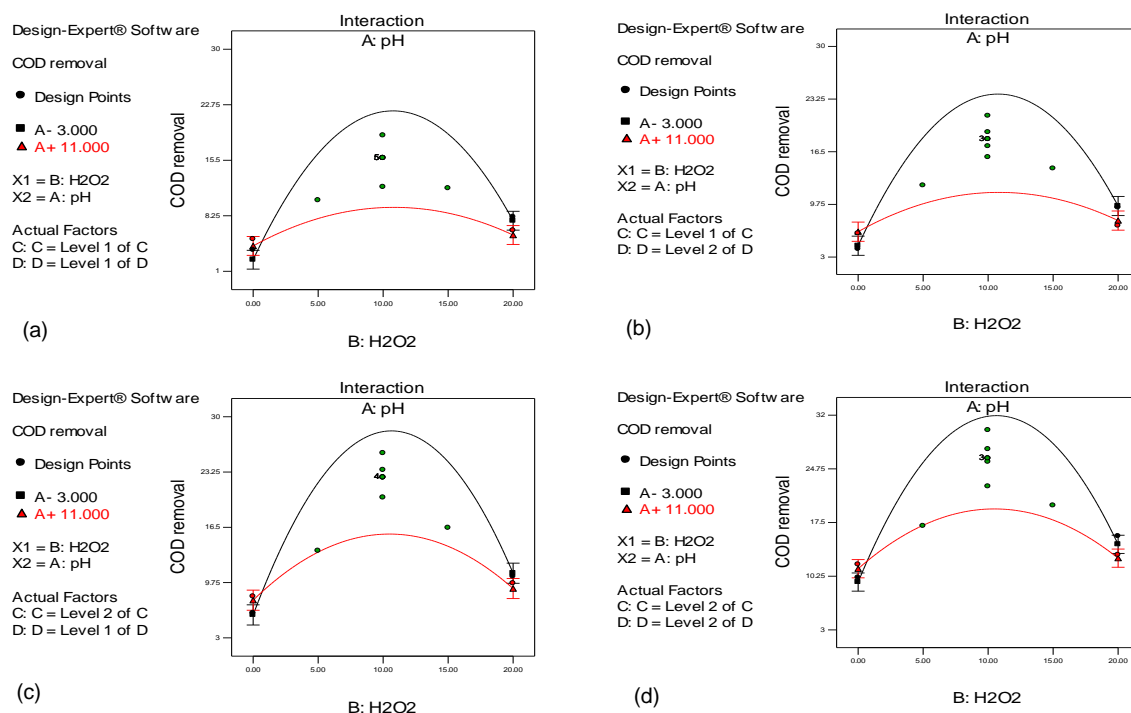 Design-Expert® Software
COD removal
Design Points
A- 3.000
A+ 11.000
X1 = B: H2O2
X2 = A: pH
Actual Factors
C: C = Level 1 of C
D: D = Level 1 of D
(a)
Interaction
A: pH
COD removal
30
22.75
15.5
8.25
1
5
0.00
5.00
10.00
15.00
20.00
B: H2O2
Design-Expert® Software
COD removal
Design Points
A- 3.000
A+ 11.000
X1 = B: H2O2
X2 = A: pH
Actual Factors
C: C = Level 1 of C
D: D = Level 2 of D
(b)
Interaction
A: pH
COD removal
30
23.25
16.5
9.75
3
3
0.00
5.00
10.00
15.00
20.00
B: H2O2
Design-Expert® Software
COD removal
Design Points
A- 3.000
A+ 11.000
X1 = B: H2O2
X2 = A: pH
Actual Factors
C: C = Level 2 of C
D: D = Level 1 of D
(c)
Interaction
A: pH
COD removal
30
23.25
16.5
9.75
3
4
0.00
5.00
10.00
15.00
20.00
B: H2O2
Design-Expert® Software
COD removal
Design Points
A- 3.000
A+ 11.000
X1 = B: H2O2
X2 = A: pH
Actual Factors
C: C = Level 2 of C
D: D = Level 2 of D
(d)
Interaction
A: pH
COD removal
32
24.75
17.5
10.25
3
3
0.00
5.00
10.00
15.00
20.00
B: H2O2